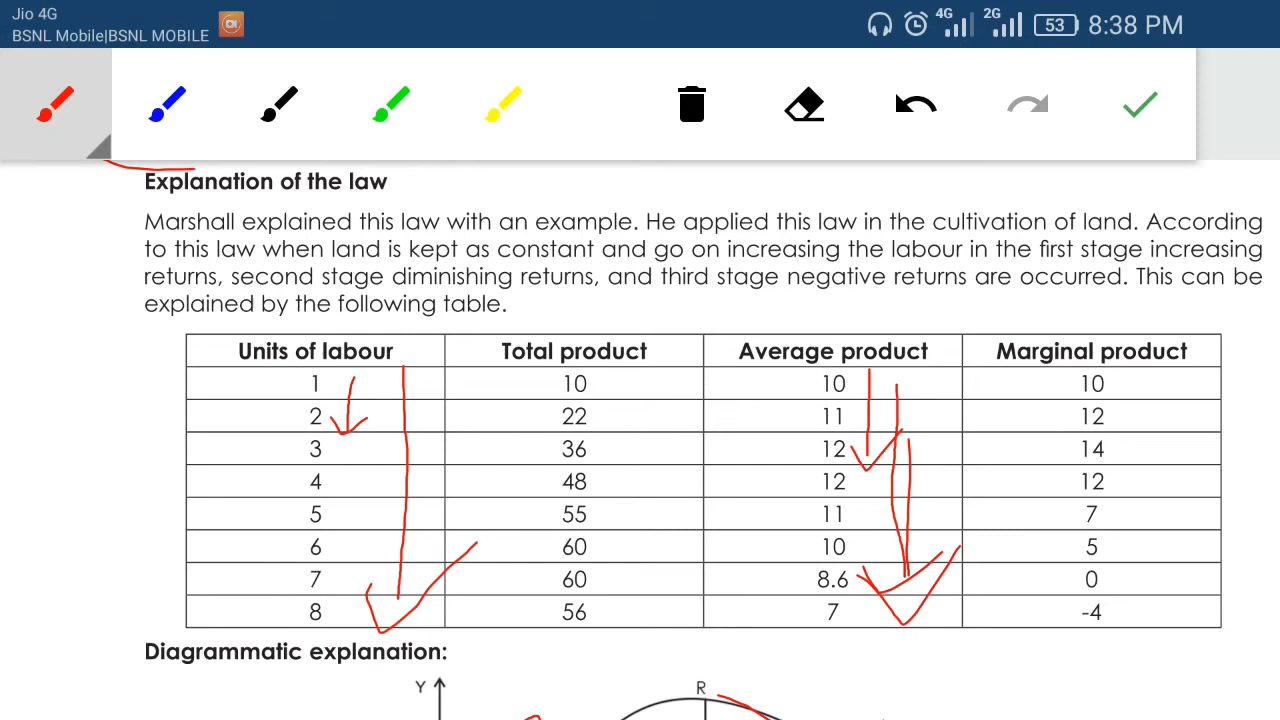 Jio 4G
BSNL Mobile|BSNL MOBILE
4G 2G 53 8:38 PM
Explanation of the law
Marshall explained this law with an example. He applied this law in the cultivation of land. According
to this law when land is kept as constant and go on increasing the labour in the first stage increasing
returns, second stage diminishing returns, and third stage negative returns are occurred. This can be
explained by the following table.
Units of labour Total product Average product Marginal product
1 10 10 10
2 22 11 12
3 36 12 14
4 48 12 12
5 55 11 7
6 60 10 5
7 60 8.6 0
8 56 7 -4
Diagrammatic explanation:
Y R